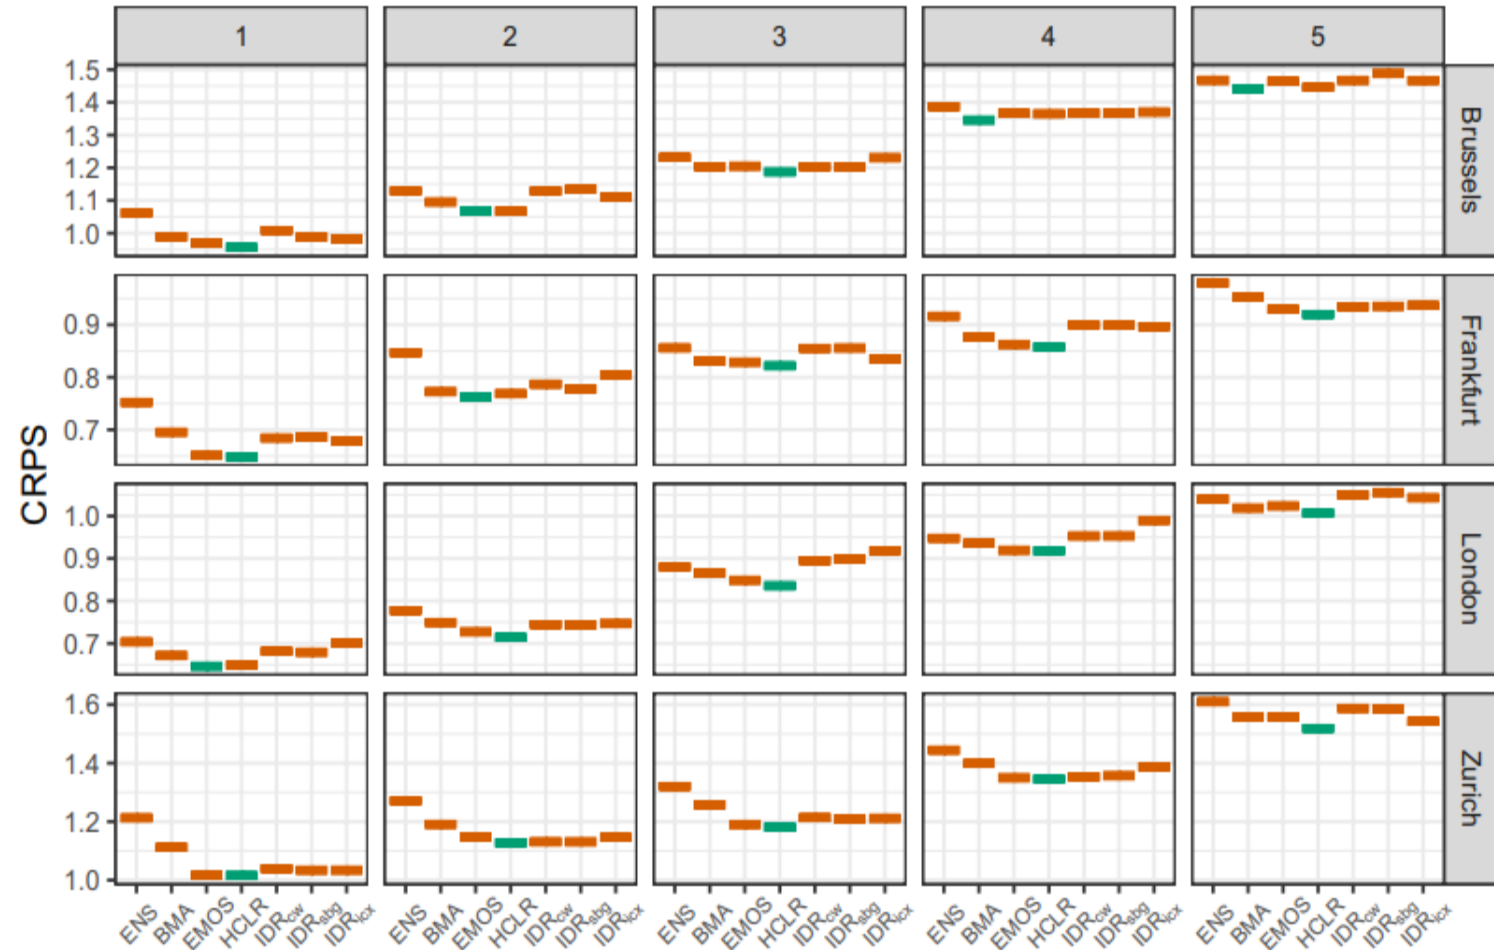 1 2 3 4 5
CRPS
1.5
1.4
1.3
1.2
1.1
1.0
Brussels
0.9
0.8
0.7
Frankfurt
1.0
0.9
0.8
0.7
London
1.6
1.4
1.2
1.0
Zurich
ENS BMA EMOS HCLR IDRcw IDRsbg IDRicx ENS BMA EMOS HCLR IDRcw IDRsbg IDRicx ENS BMA EMOS HCLR IDRcw IDRsbg IDRicx ENS BMA EMOS HCLR IDRcw IDRsbg IDRicx ENS BMA EMOS HCLR IDRcw IDRsbg IDRicx